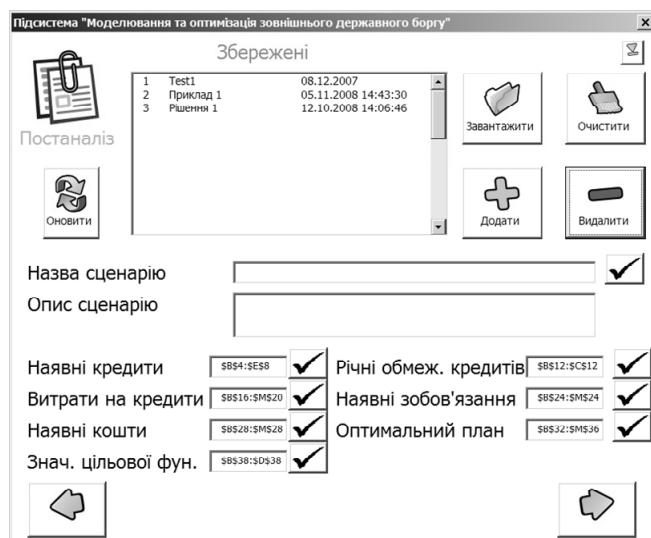 Підсистема "Моделювання та оптимізація зовнішнього державного боргу"
Збережені
1 Test1 08.12.2007
2 Приклад 1 05.11.2008 14:43:30
3 Рішення 1 12.10.2008 14:06:46
Постаналіз
Оновити
Завантажити
Очистити
Додати
Видалити
Назва сценарію
Опис сценарію
Наявні кредити $B$4:$E$8
Річні обмеж. кредитів $B$12:$C$12
Витрати на кредити $B$16:$M$20
Наявні зобов'язання $B$24:$M$24
Наявні кошти $B$28:$M$28
Оптимальний план $B$32:$M$36
Знач. цільової фун. $B$38:$D$38